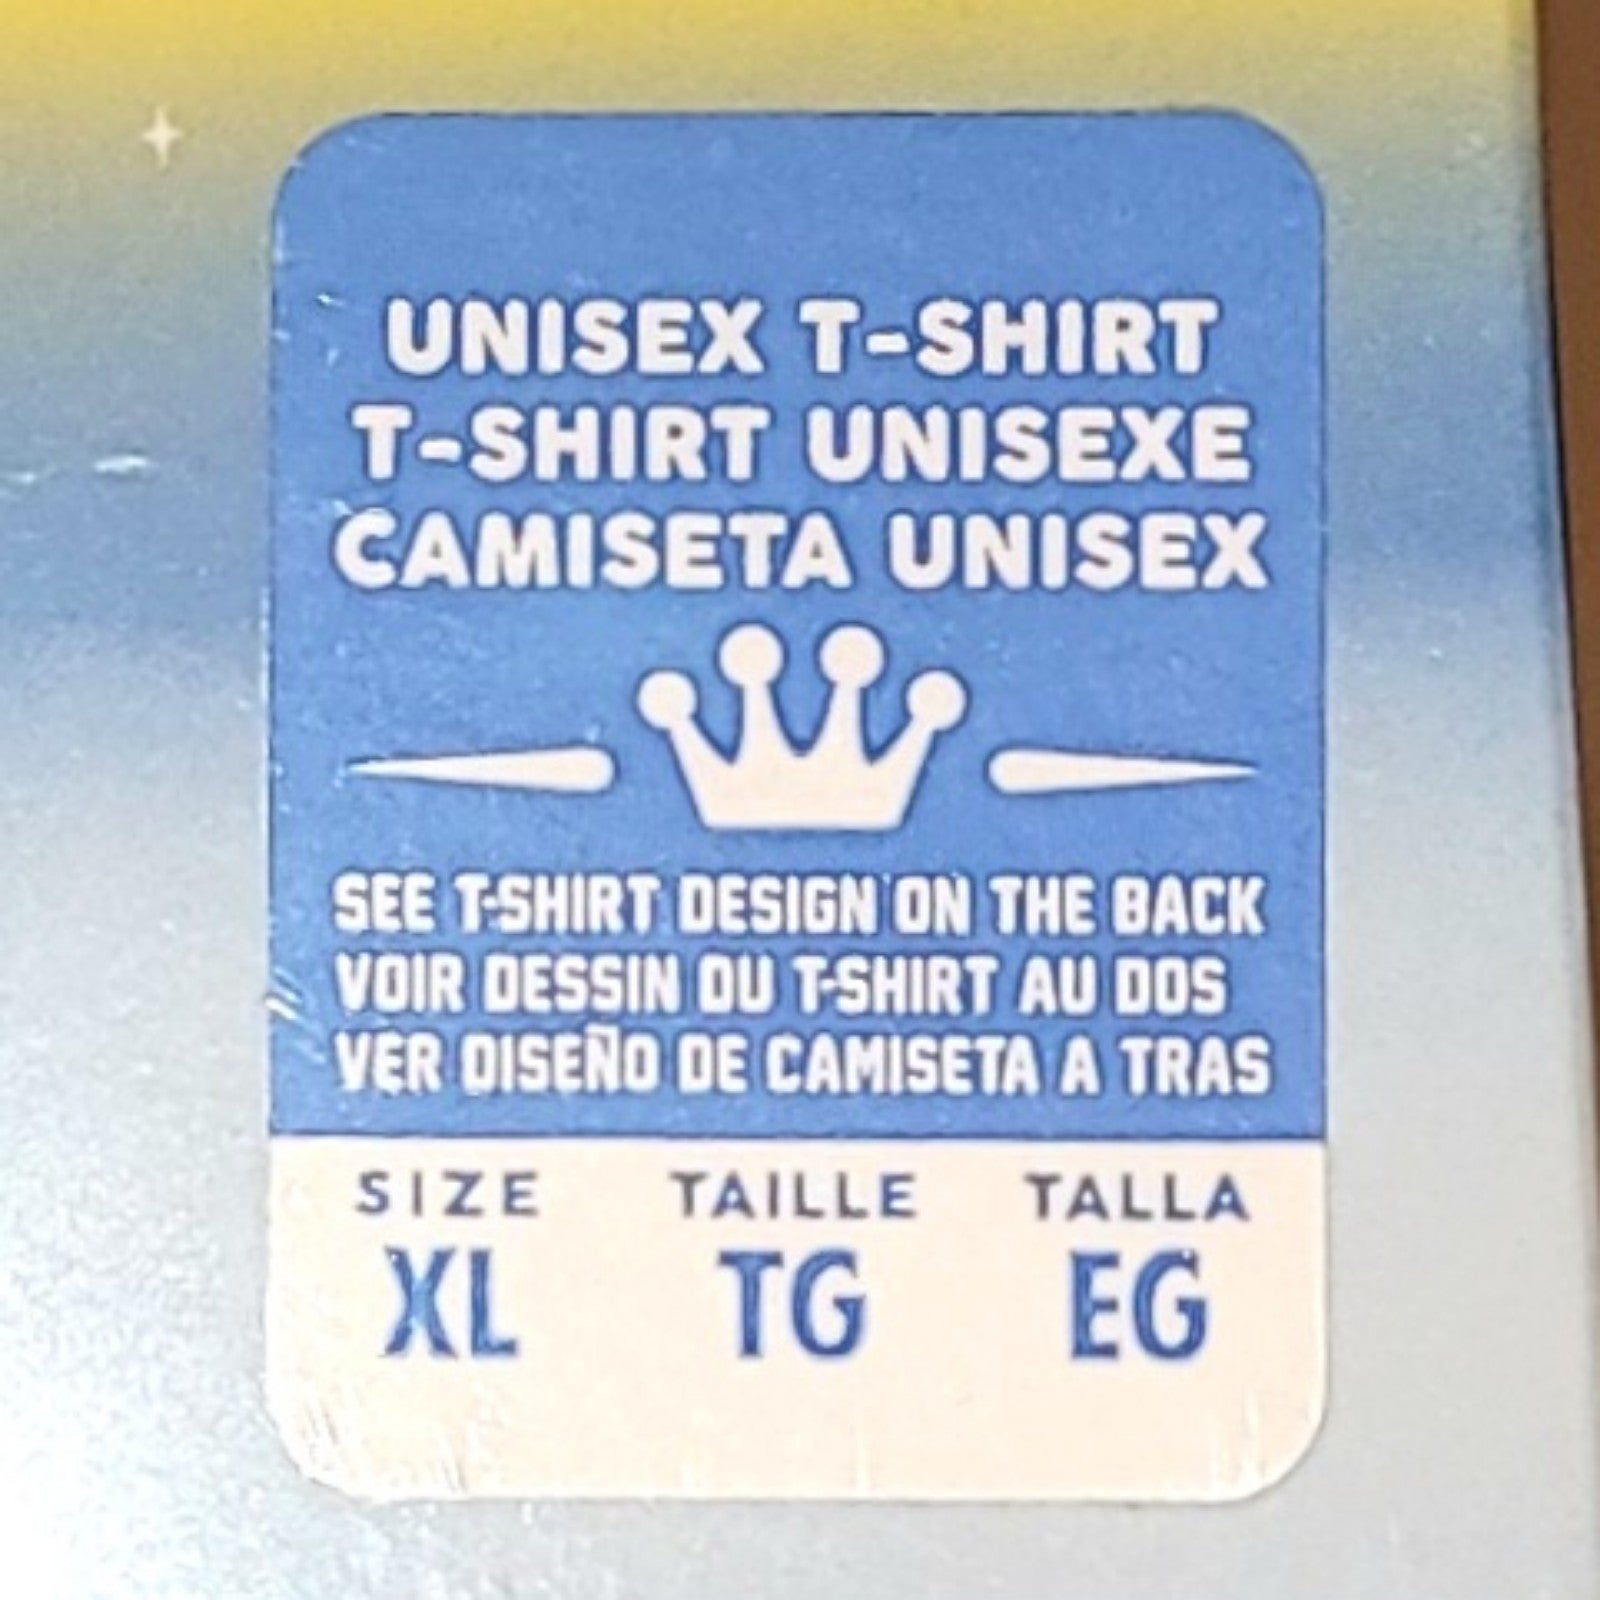 UNISEX T-SHIRT
T-SHIRT UNISEXE
CAMISETA UNISEX
SEE T-SHIRT DESIGN ON THE BACK
VOIR DESSIN DU T-SHIRT AU DOS
VER DISEÑO DE CAMISETA A TRAS
SIZE TAILLE TALLA
XL TG EG